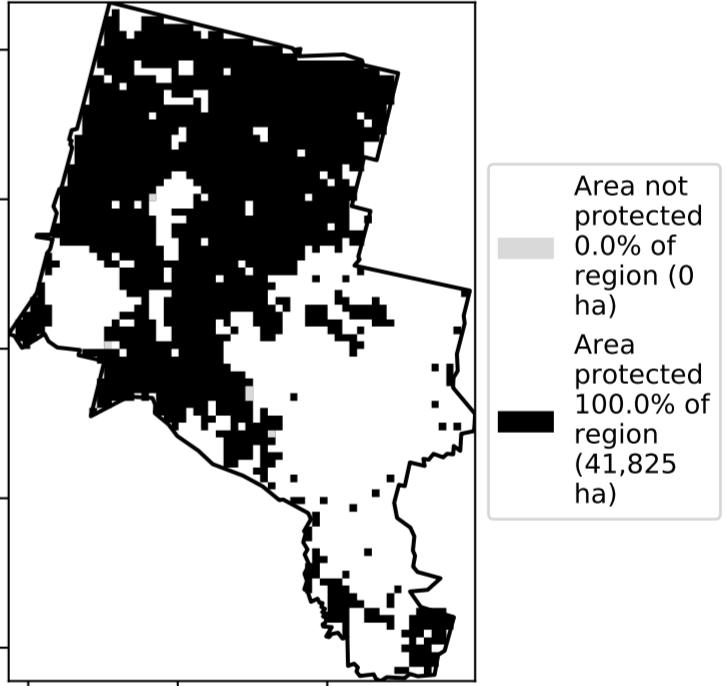 Area not
protected
0.0% of
region (0
ha)
Area
protected
100.0% of
region
(41,825
ha)